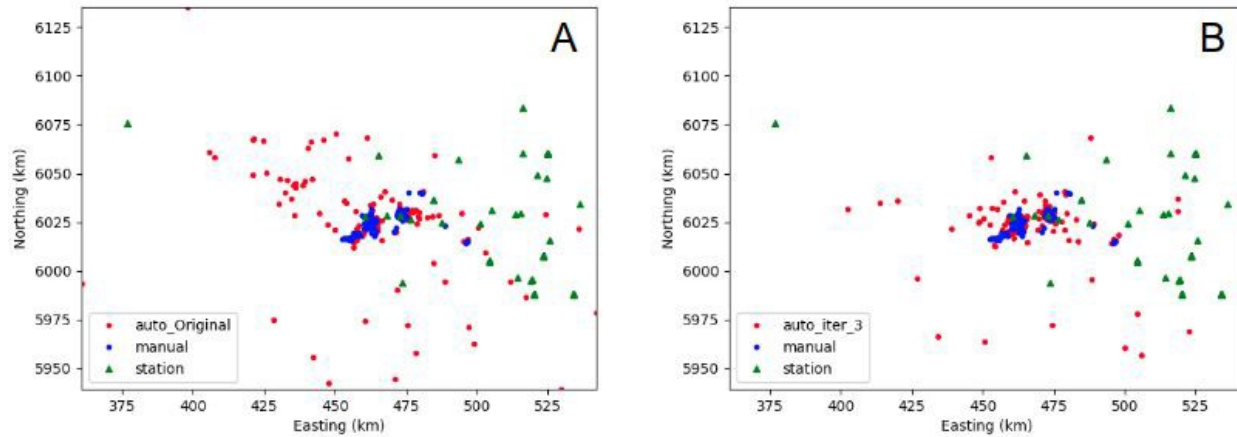 A
6125
6100
6075
6050
6025
6000
5975
5950
Northing (km)
auto_Original
manual
station
375 400 425 450 475 500 525
Easting (km)
B
6125
6100
6075
6050
6025
6000
5975
5950
Northing (km)
auto_iter_3
manual
station
375 400 425 450 475 500 525
Easting (km)